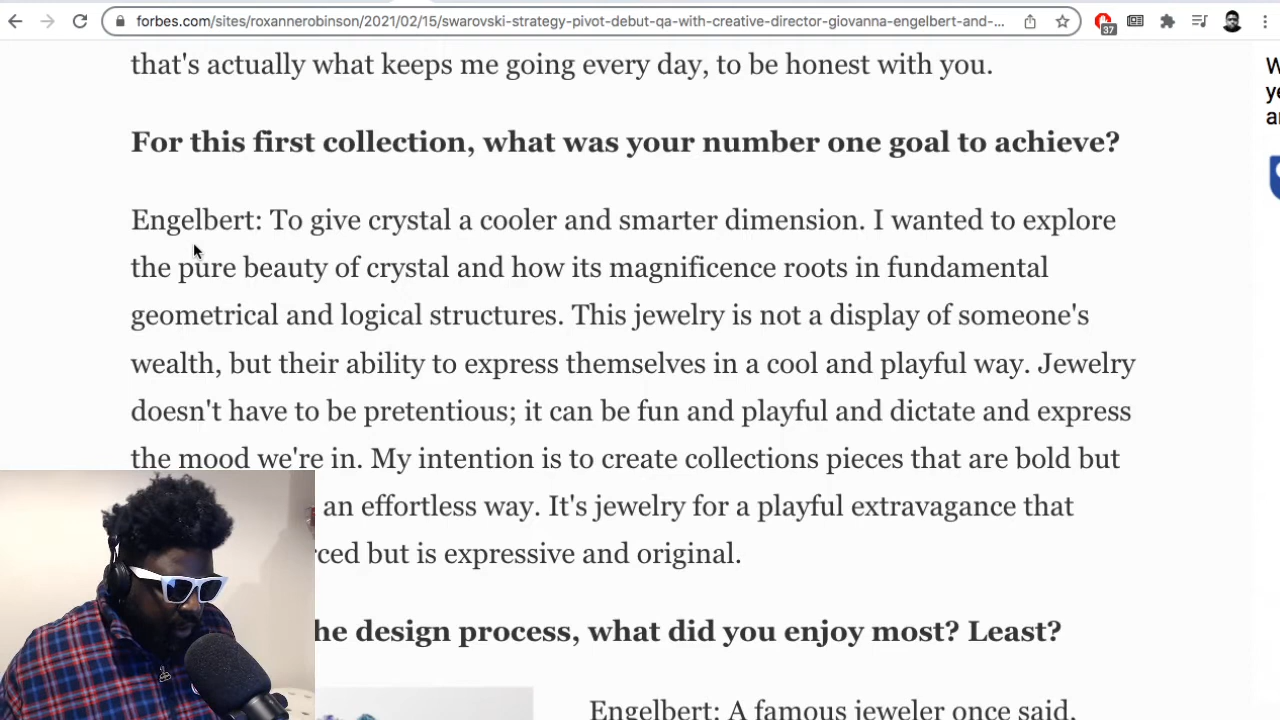 forbes.com/sites/roxannerobinson/2021/02/15/swarovski-strategy-pivot-debut-qa-with-creative-director-giovanna-engelbert-and-...
37
that's actually what keeps me going every day, to be honest with you.
For this first collection, what was your number one goal to achieve?
Engelbert: To give crystal a cooler and smarter dimension. I wanted to explore
the pure beauty of crystal and how its magnificence roots in fundamental
geometrical and logical structures. This jewelry is not a display of someone's
wealth, but their ability to express themselves in a cool and playful way. Jewelry
doesn't have to be pretentious; it can be fun and playful and dictate and express
the mood we're in. My intention is to create collections pieces that are bold but
an effortless way. It's jewelry for a playful extravagance that
but is expressive and original.
design process, what did you enjoy most? Least?
Engelbert: A famous jeweler once said,